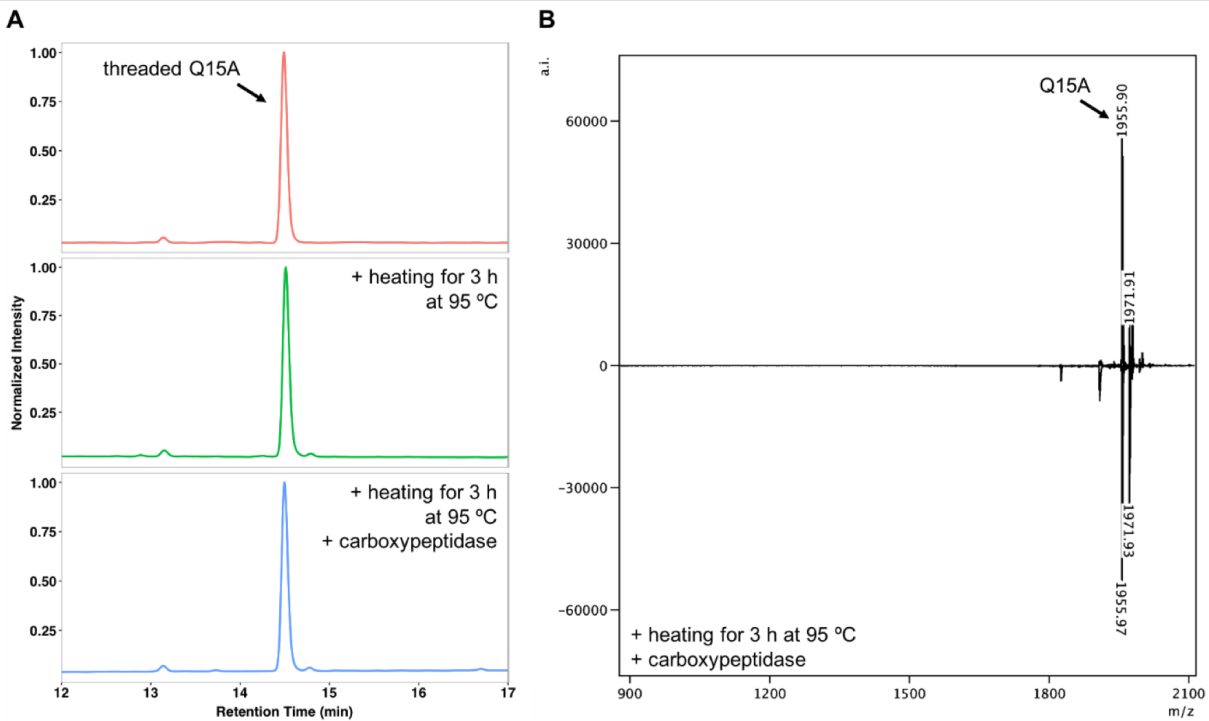 A
threaded Q15A
1.00
0.75
0.50
0.25
+ heating for 3 h
at 95 ºC
1.00
0.75
0.50
0.25
+ heating for 3 h
at 95 ºC
+ carboxypeptidase
1.00
0.75
0.50
0.25
Normalized Intensity
12 13 14 15 16 17
Retention Time (min)
B
a.i.
Q15A
1955.90
1971.91
60000
30000
0
-30000
-60000
1971.93
1955.97
+ heating for 3 h at 95 ºC
+ carboxypeptidase
900 1200 1500 1800 2100
m/z